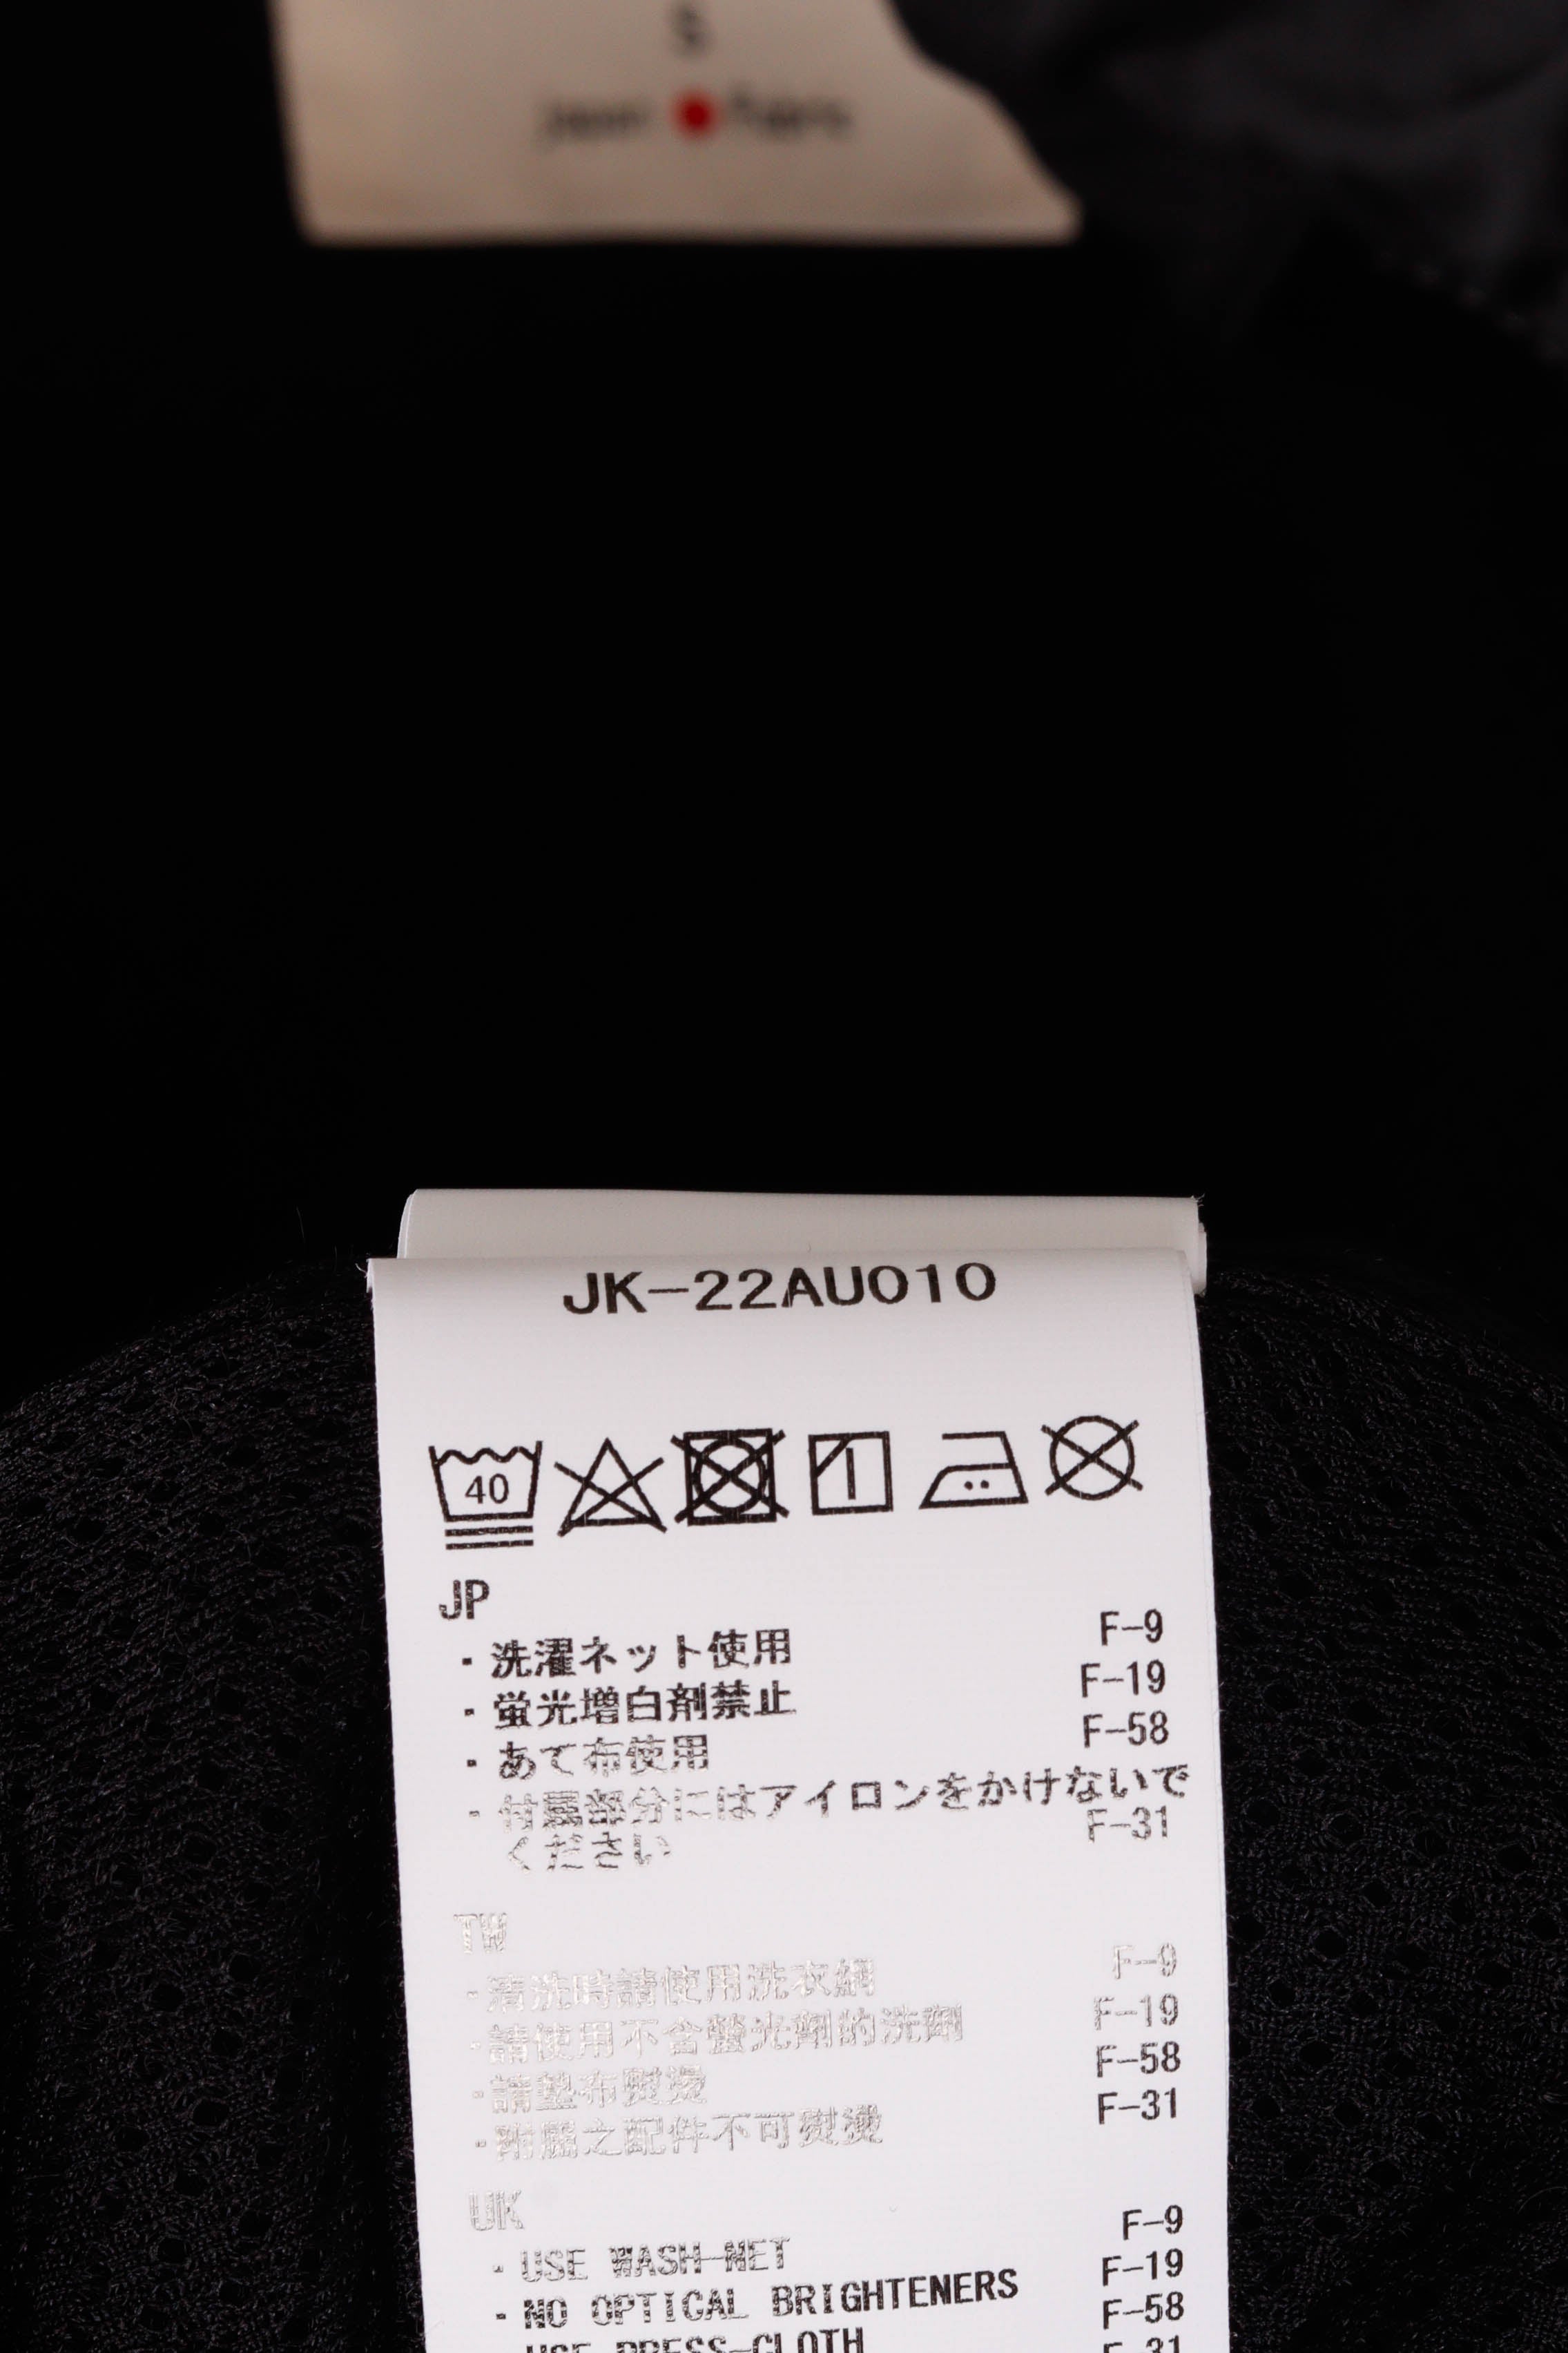 S
JK-22AU010
40
JP
・洗濯ネット使用 F-9
・蛍光増白剤禁止 F-19
・あて布使用 F-58
・付属部分にはアイロンをかけないで
ください F-31
TW
・清洗時請使用洗衣網 F-9
・請使用不含螢光劑的洗劑 F-19
・請墊布熨燙 F-58
・附屬之配件不可熨燙 F-31
UK
・USE WASH-NET F-9
・NO OPTICAL BRIGHTENERS F-19
・USE PRESS-CLOTH F-58
F-31